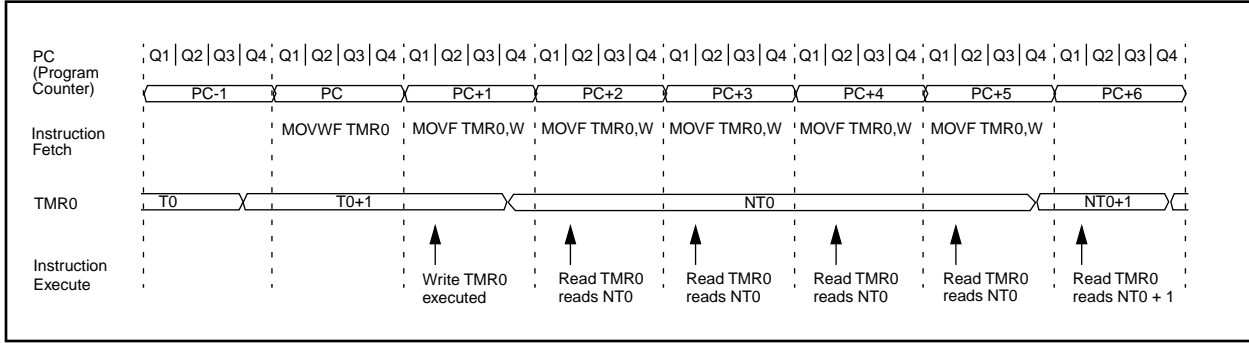 PC
(Program
Counter)
Q1 Q2 Q3 Q4 Q1 Q2 Q3 Q4 Q1 Q2 Q3 Q4 Q1 Q2 Q3 Q4 Q1 Q2 Q3 Q4 Q1 Q2 Q3 Q4 Q1 Q2 Q3 Q4 Q1 Q2 Q3 Q4
PC-1 PC PC+1 PC+2 PC+3 PC+4 PC+5 PC+6
Instruction
Fetch
MOVWF TMR0 MOVF TMR0,W MOVF TMR0,W MOVF TMR0,W MOVF TMR0,W MOVF TMR0,W
TMR0
T0 T0+1 NT0 NT0+1
Instruction
Execute
Write TMR0
executed
Read TMR0
reads NT0
Read TMR0
reads NT0
Read TMR0
reads NT0
Read TMR0
reads NT0
Read TMR0
reads NT0 + 1